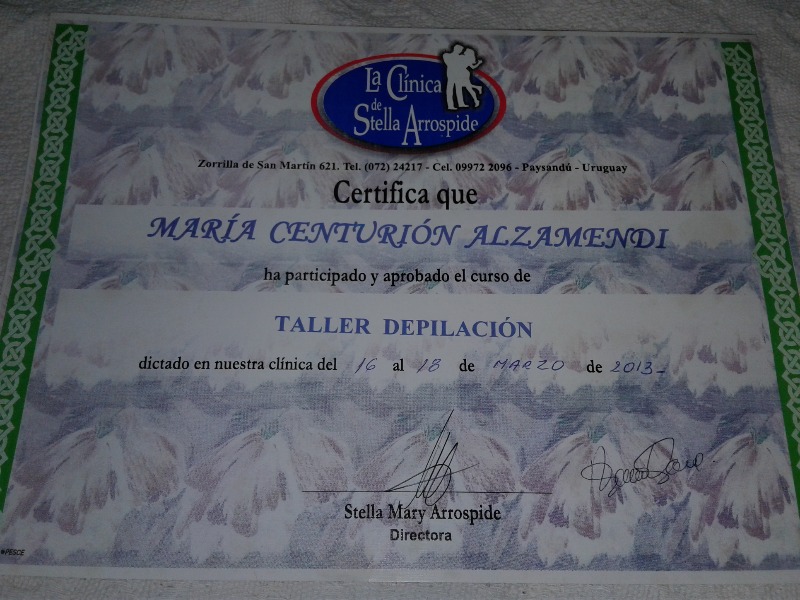 La Clínica
de
Stella Arrospide
Zorrilla de San Martín 621. Tel. (072) 24217 - Cel. 09972 2096 - Paysandú - Uruguay
Certifica que
MARÍA CENTURIÓN ALZAMENDI
ha participado y aprobado el curso de
TALLER DEPILACIÓN
dictado en nuestra clínica del 16 al 18 de MARZO de 2013-
Stella Mary Arrospide
Directora
PESCE